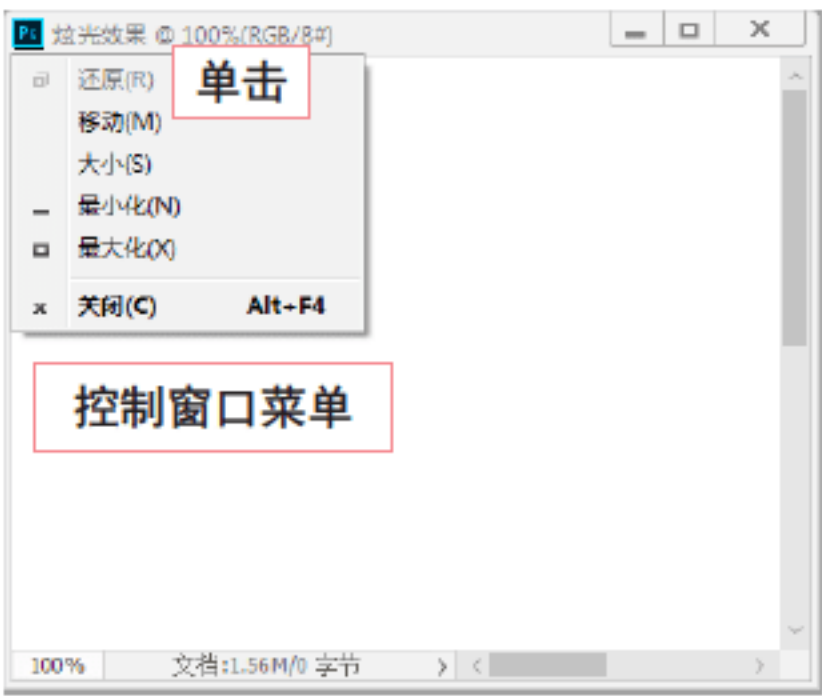 Ps 炫光效果 @ 100%(RGB/8#)
单击
还原(R)
移动(M)
大小(S)
最小化(N)
最大化(X)
关闭(C) Alt+F4
控制窗口菜单
100% 文档:1.56M/0 字节